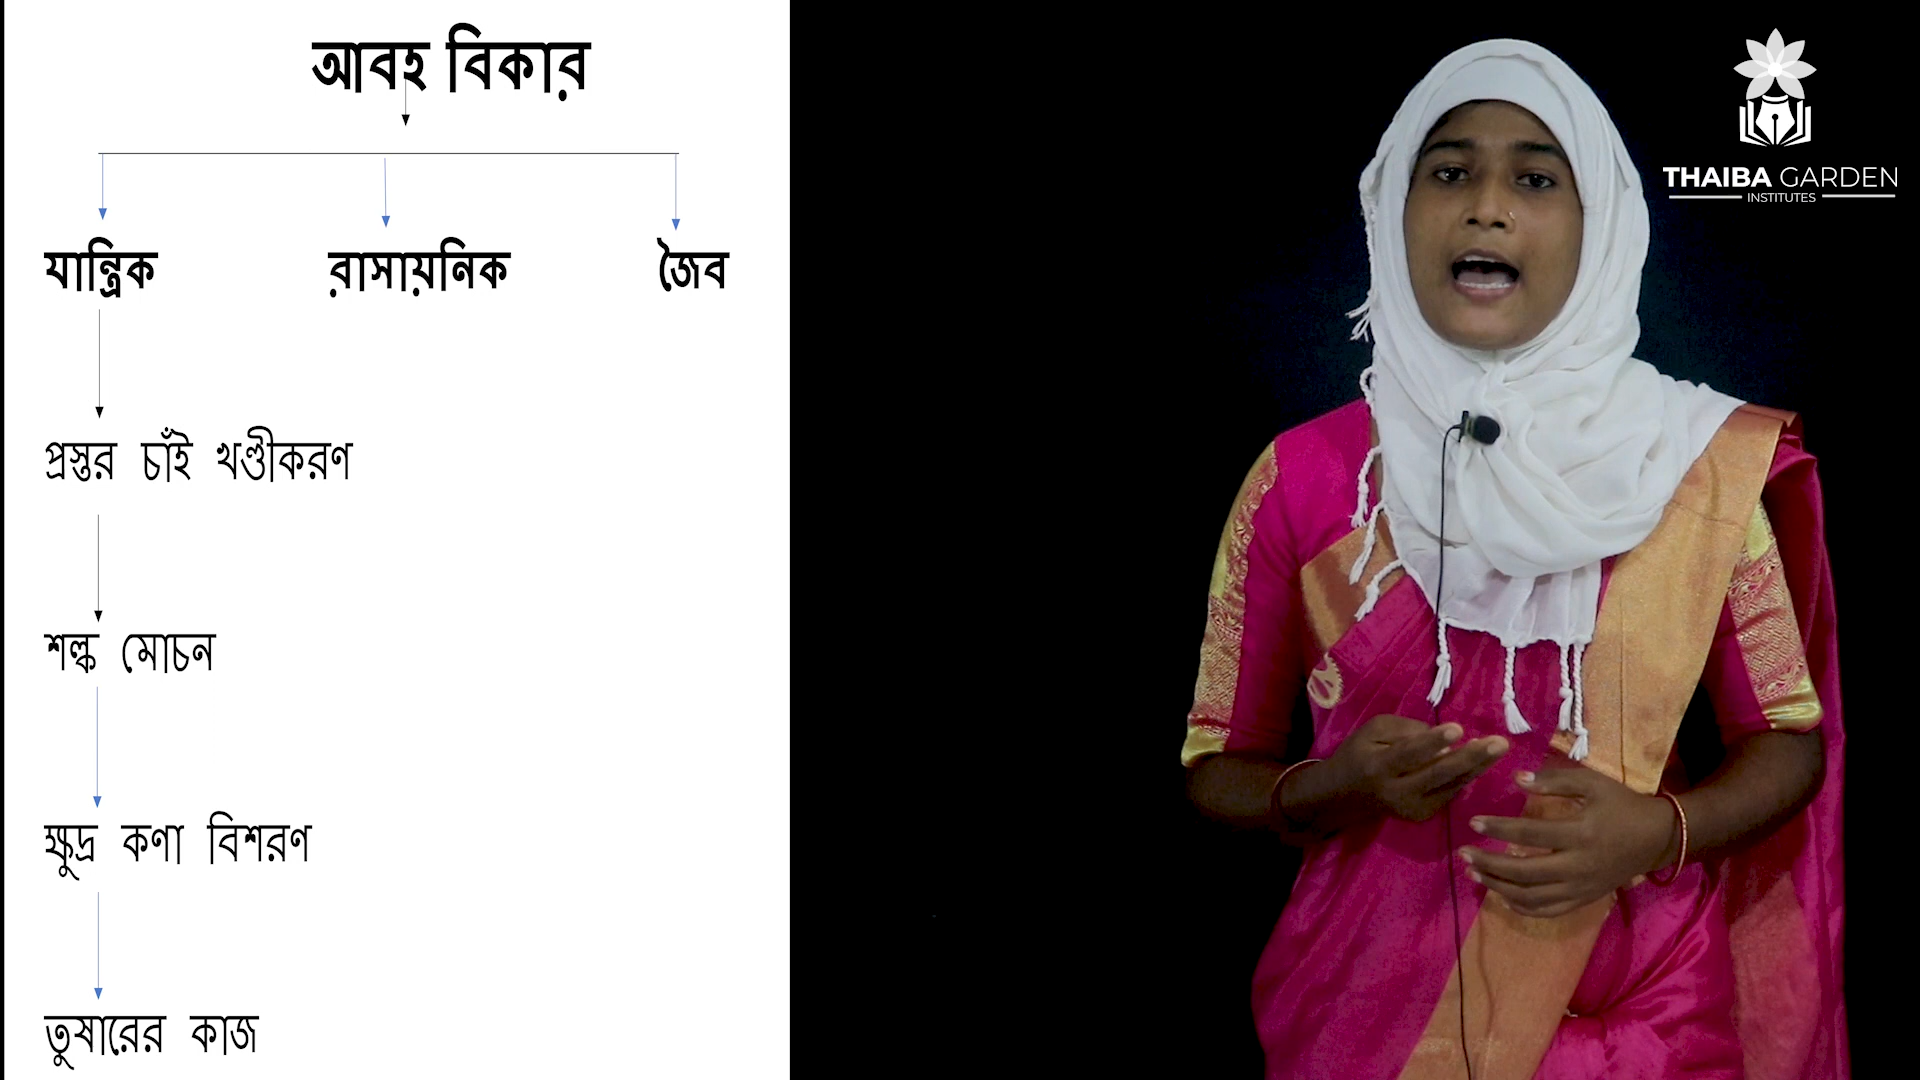 আবহ বিকার
যান্ত্রিক রাসায়নিক জৈব
প্রস্তর চাঁই খণ্ডীকরণ
শল্ক মোচন
ক্ষুদ্র কণা বিশরণ
তুষারের কাজ
THAIBA GARDEN
INSTITUTES